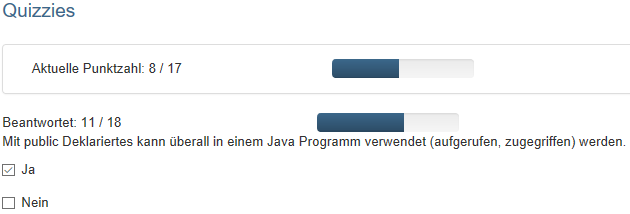 Quizzies
Aktuelle Punktzahl: 8 / 17
Beantwortet: 11 / 18
Mit public Deklariertes kann überall in einem Java Programm verwendet (aufgerufen, zugegriffen) werden.
Ja
Nein